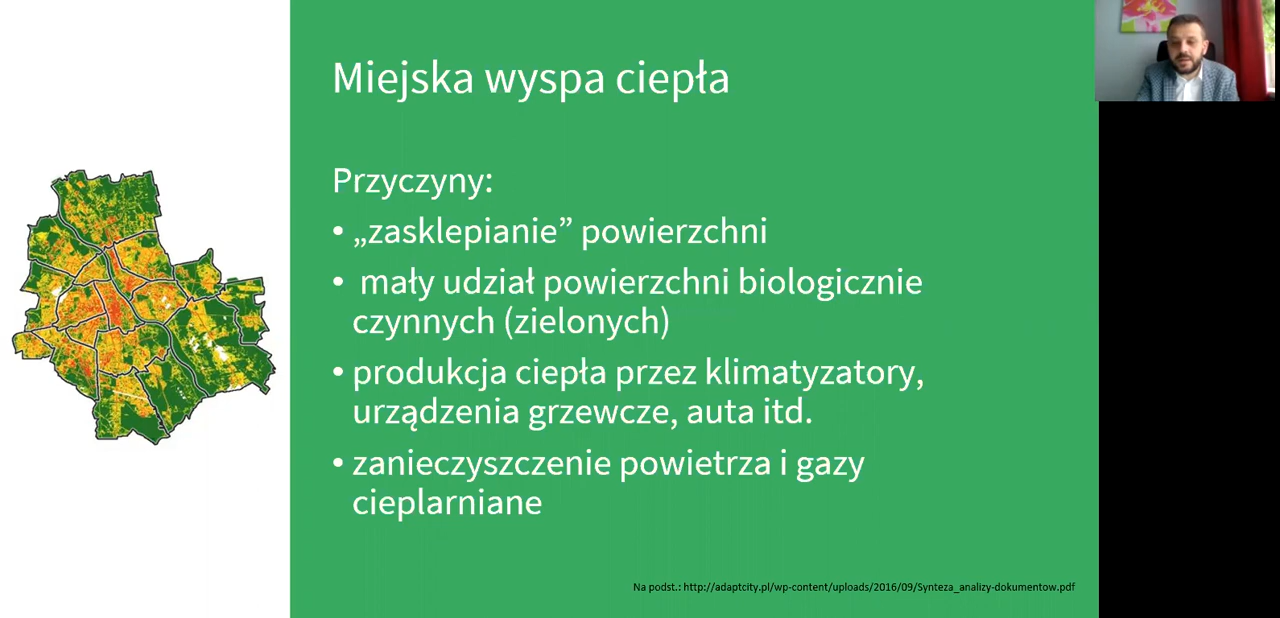 Miejska wyspa ciepła
Przyczyny:
• „zasklepianie” powierzchni
• mały udział powierzchni biologicznie
czynnych (zielonych)
• produkcja ciepła przez klimatyzatory,
urządzenia grzewcze, auta itd.
• zanieczyszczenie powietrza i gazy
cieplarniane
Na podst.: http://adaptcity.pl/wp-content/uploads/2016/09/Synteza_analizy-dokumentow.pdf